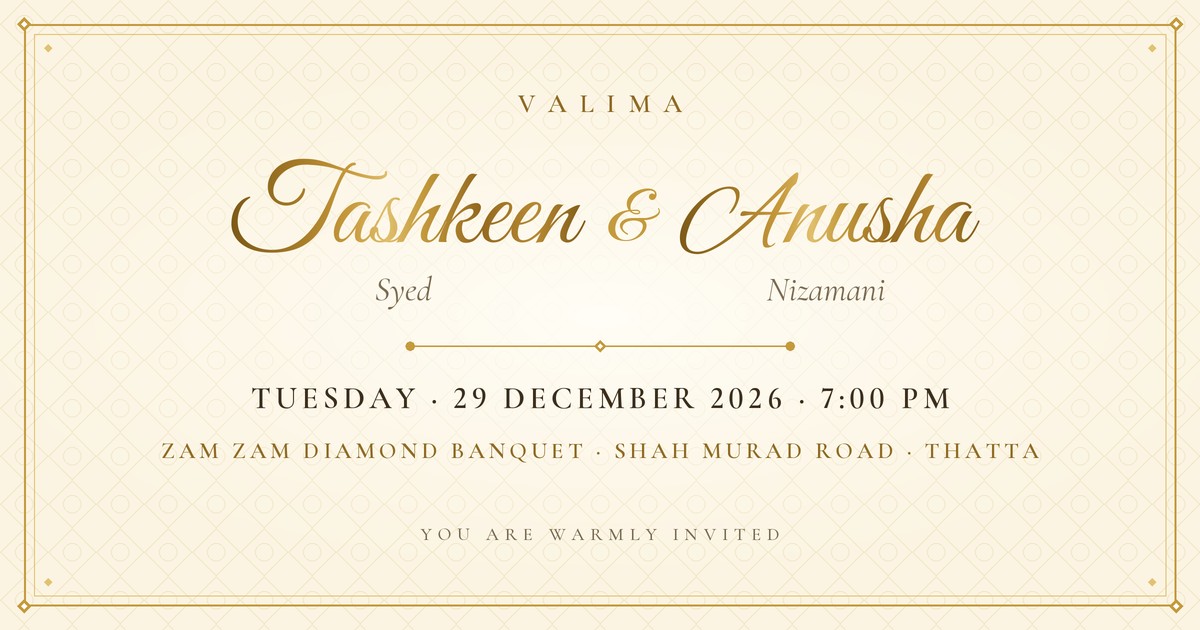 VALIMA
Tashkeen & Anusha
Syed Nizamani
TUESDAY · 29 DECEMBER 2026 · 7:00 PM
ZAM ZAM DIAMOND BANQUET · SHAH MURAD ROAD · THATTA
YOU ARE WARMLY INVITED